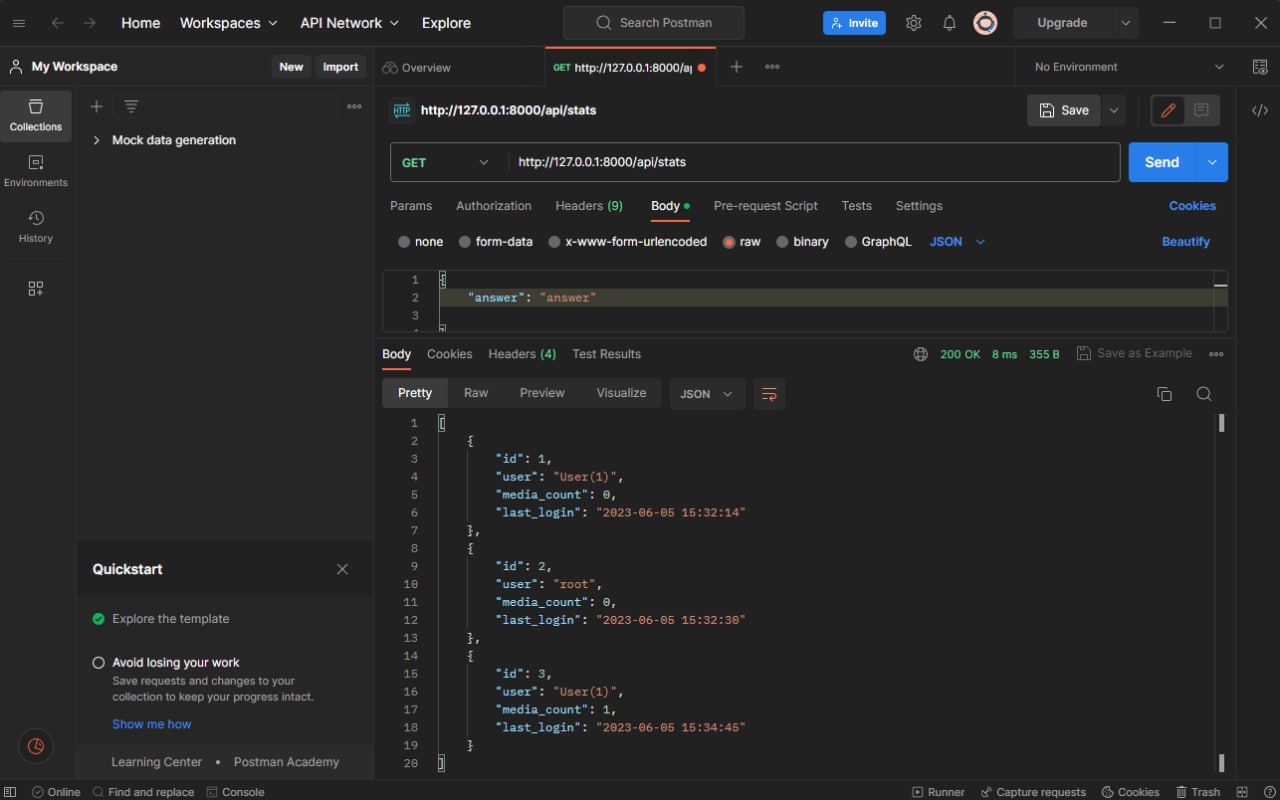 Home Workspaces API Network Explore Search Postman Invite Upgrade
My Workspace New Import Overview GET http://127.0.0.1:8000/ap No Environment
Collections
Environments
History
Mock data generation
http://127.0.0.1:8000/api/stats Save
GET http://127.0.0.1:8000/api/stats Send
Params Authorization Headers (9) Body Pre-request Script Tests Settings Cookies
none form-data x-www-form-urlencoded raw binary GraphQL JSON Beautify
1 {
2 "answer": "answer"
3
Body Cookies Headers (4) Test Results 200 OK 8 ms 355 B Save as Example
Pretty Raw Preview Visualize JSON
1 [
2 {
3 "id": 1,
4 "user": "User(1)",
5 "media_count": 0,
6 "last_login": "2023-06-05 15:32:14"
7 },
8 {
9 "id": 2,
10 "user": "root",
11 "media_count": 0,
12 "last_login": "2023-06-05 15:32:30"
13 },
14 {
15 "id": 3,
16 "user": "User(1)",
17 "media_count": 1,
18 "last_login": "2023-06-05 15:34:45"
19 }
20 ]
Quickstart
Explore the template
Avoid losing your work
Save requests and changes to your
collection to keep your progress intact.
Show me how
Learning Center • Postman Academy
Online Find and replace Console Runner Capture requests Cookies Trash